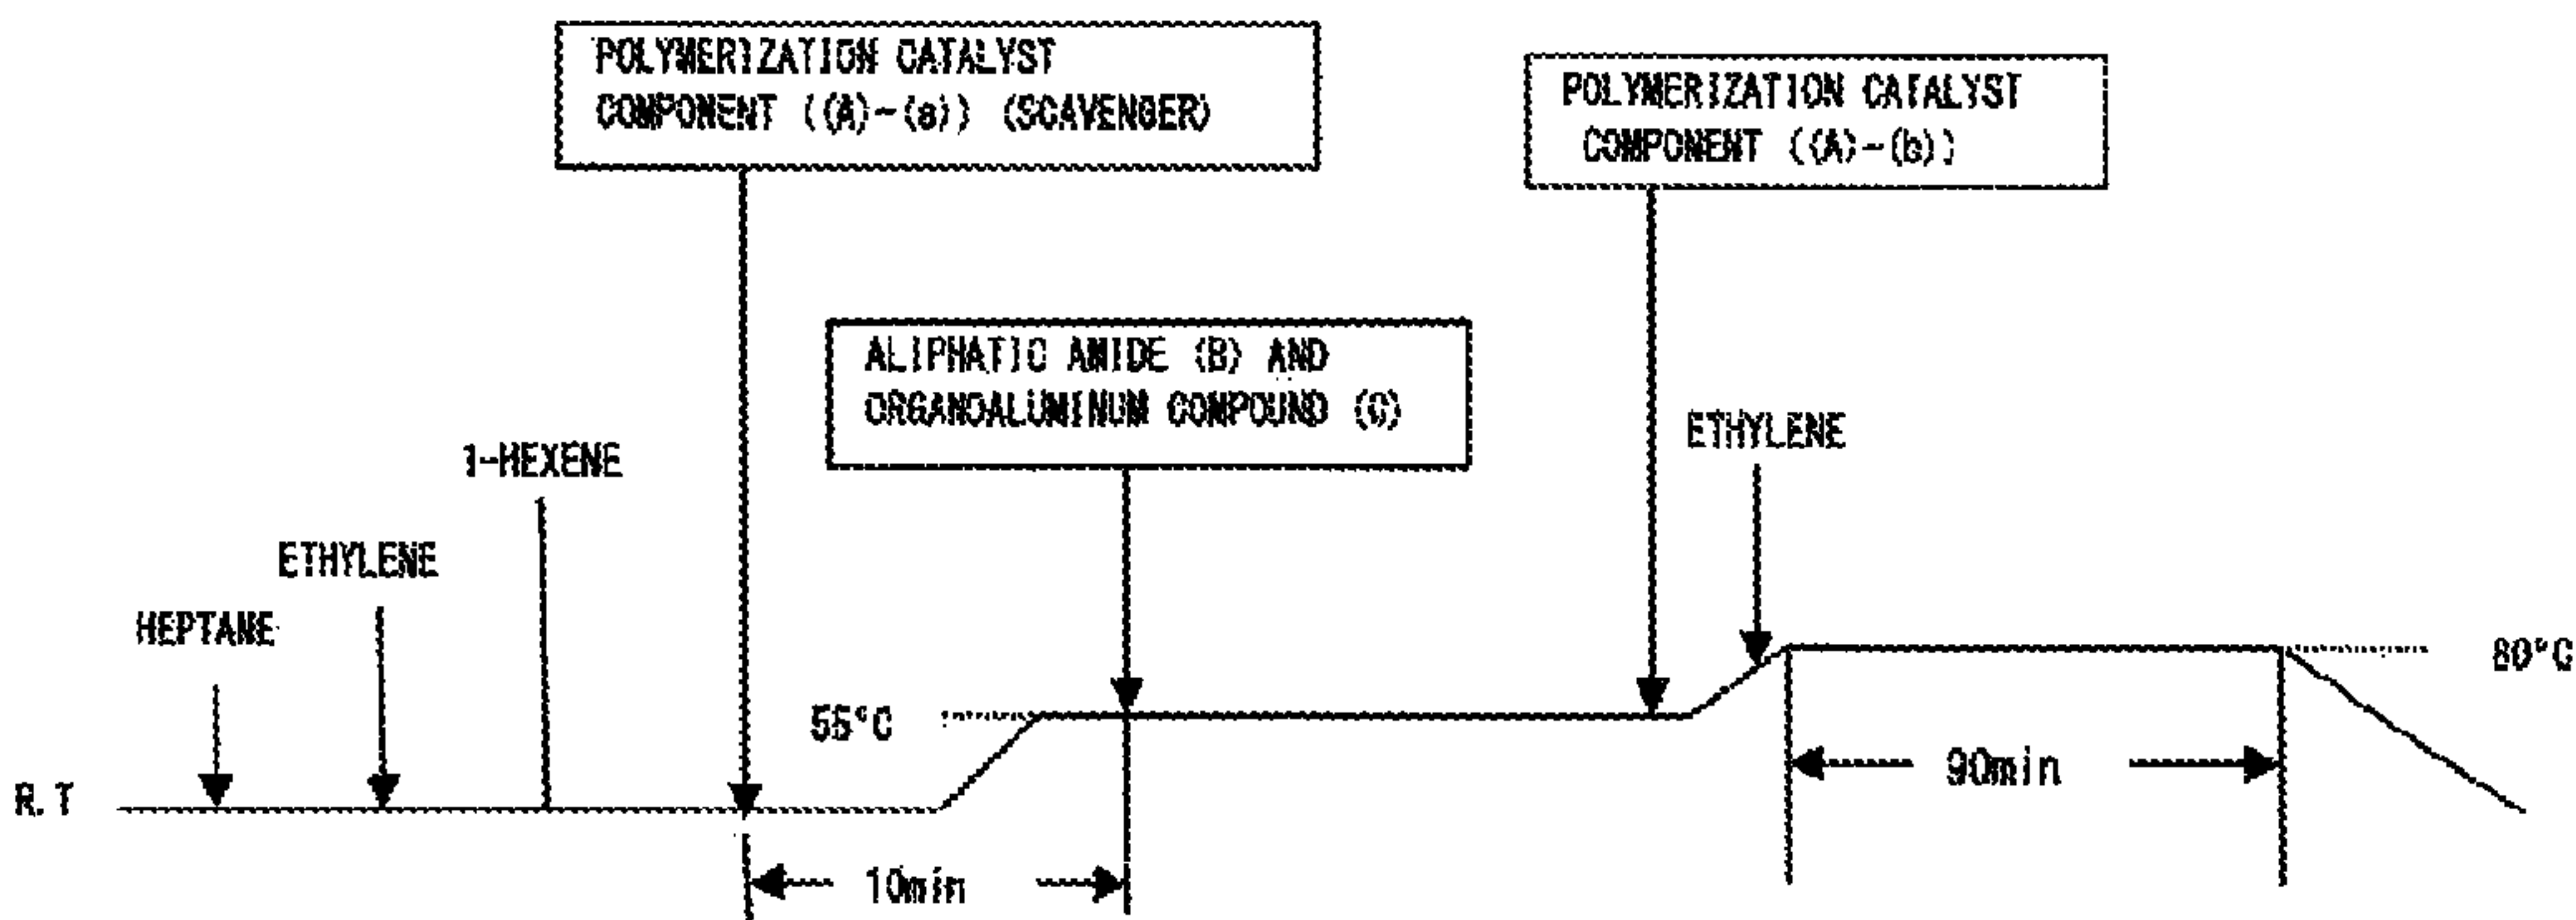 POLYMERIZATION CATALYST
COMPONENT ((A)-(a)) (SCAVENGER)
POLYMERIZATION CATALYST
COMPONENT ((A)-(b))
ALIPHATIC AMIDE (B) AND
ORGANOALUMINUM COMPOUND (C)
ETHYLENE
1-HEXENE
ETHYLENE
HEPTANE
80°C
55°C
90min
R.T
10min